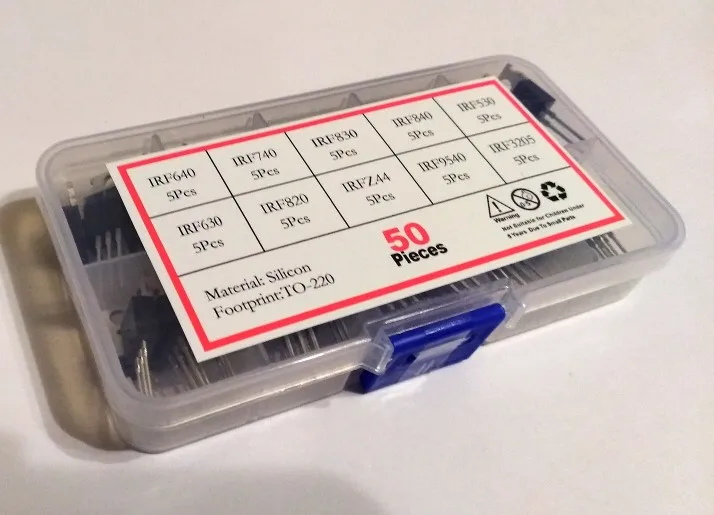 IRF640 IRF740 IRF830 IRF840 IRF530
5Pcs 5Pcs 5Pcs 5Pcs 5Pcs
IRF630 IRF820 IRFZ44 IRF9540 IRF3205
5Pcs 5Pcs 5Pcs 5Pcs 5Pcs
Material: Silicon
Footprint:TO-220
50
Pieces
Warning
Not Suitable for Children Under
6 Years Due To Small Parts